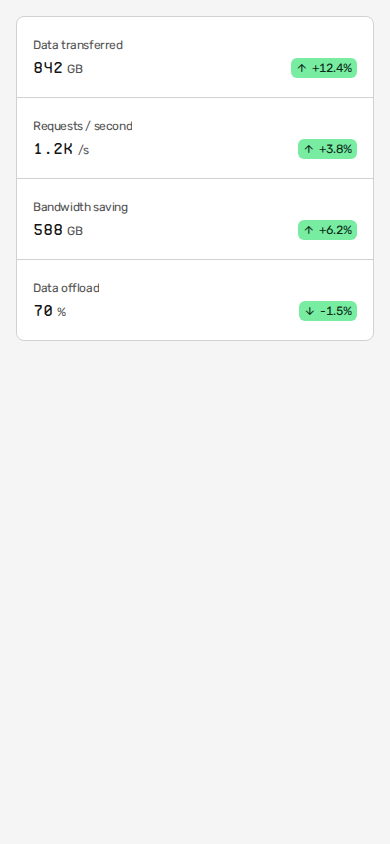 Data transferred
842 GB ↑ +12.4%
Requests / second
1.2K /s ↑ +3.8%
Bandwidth saving
588 GB ↑ +6.2%
Data offload
70 % ↓ -1.5%